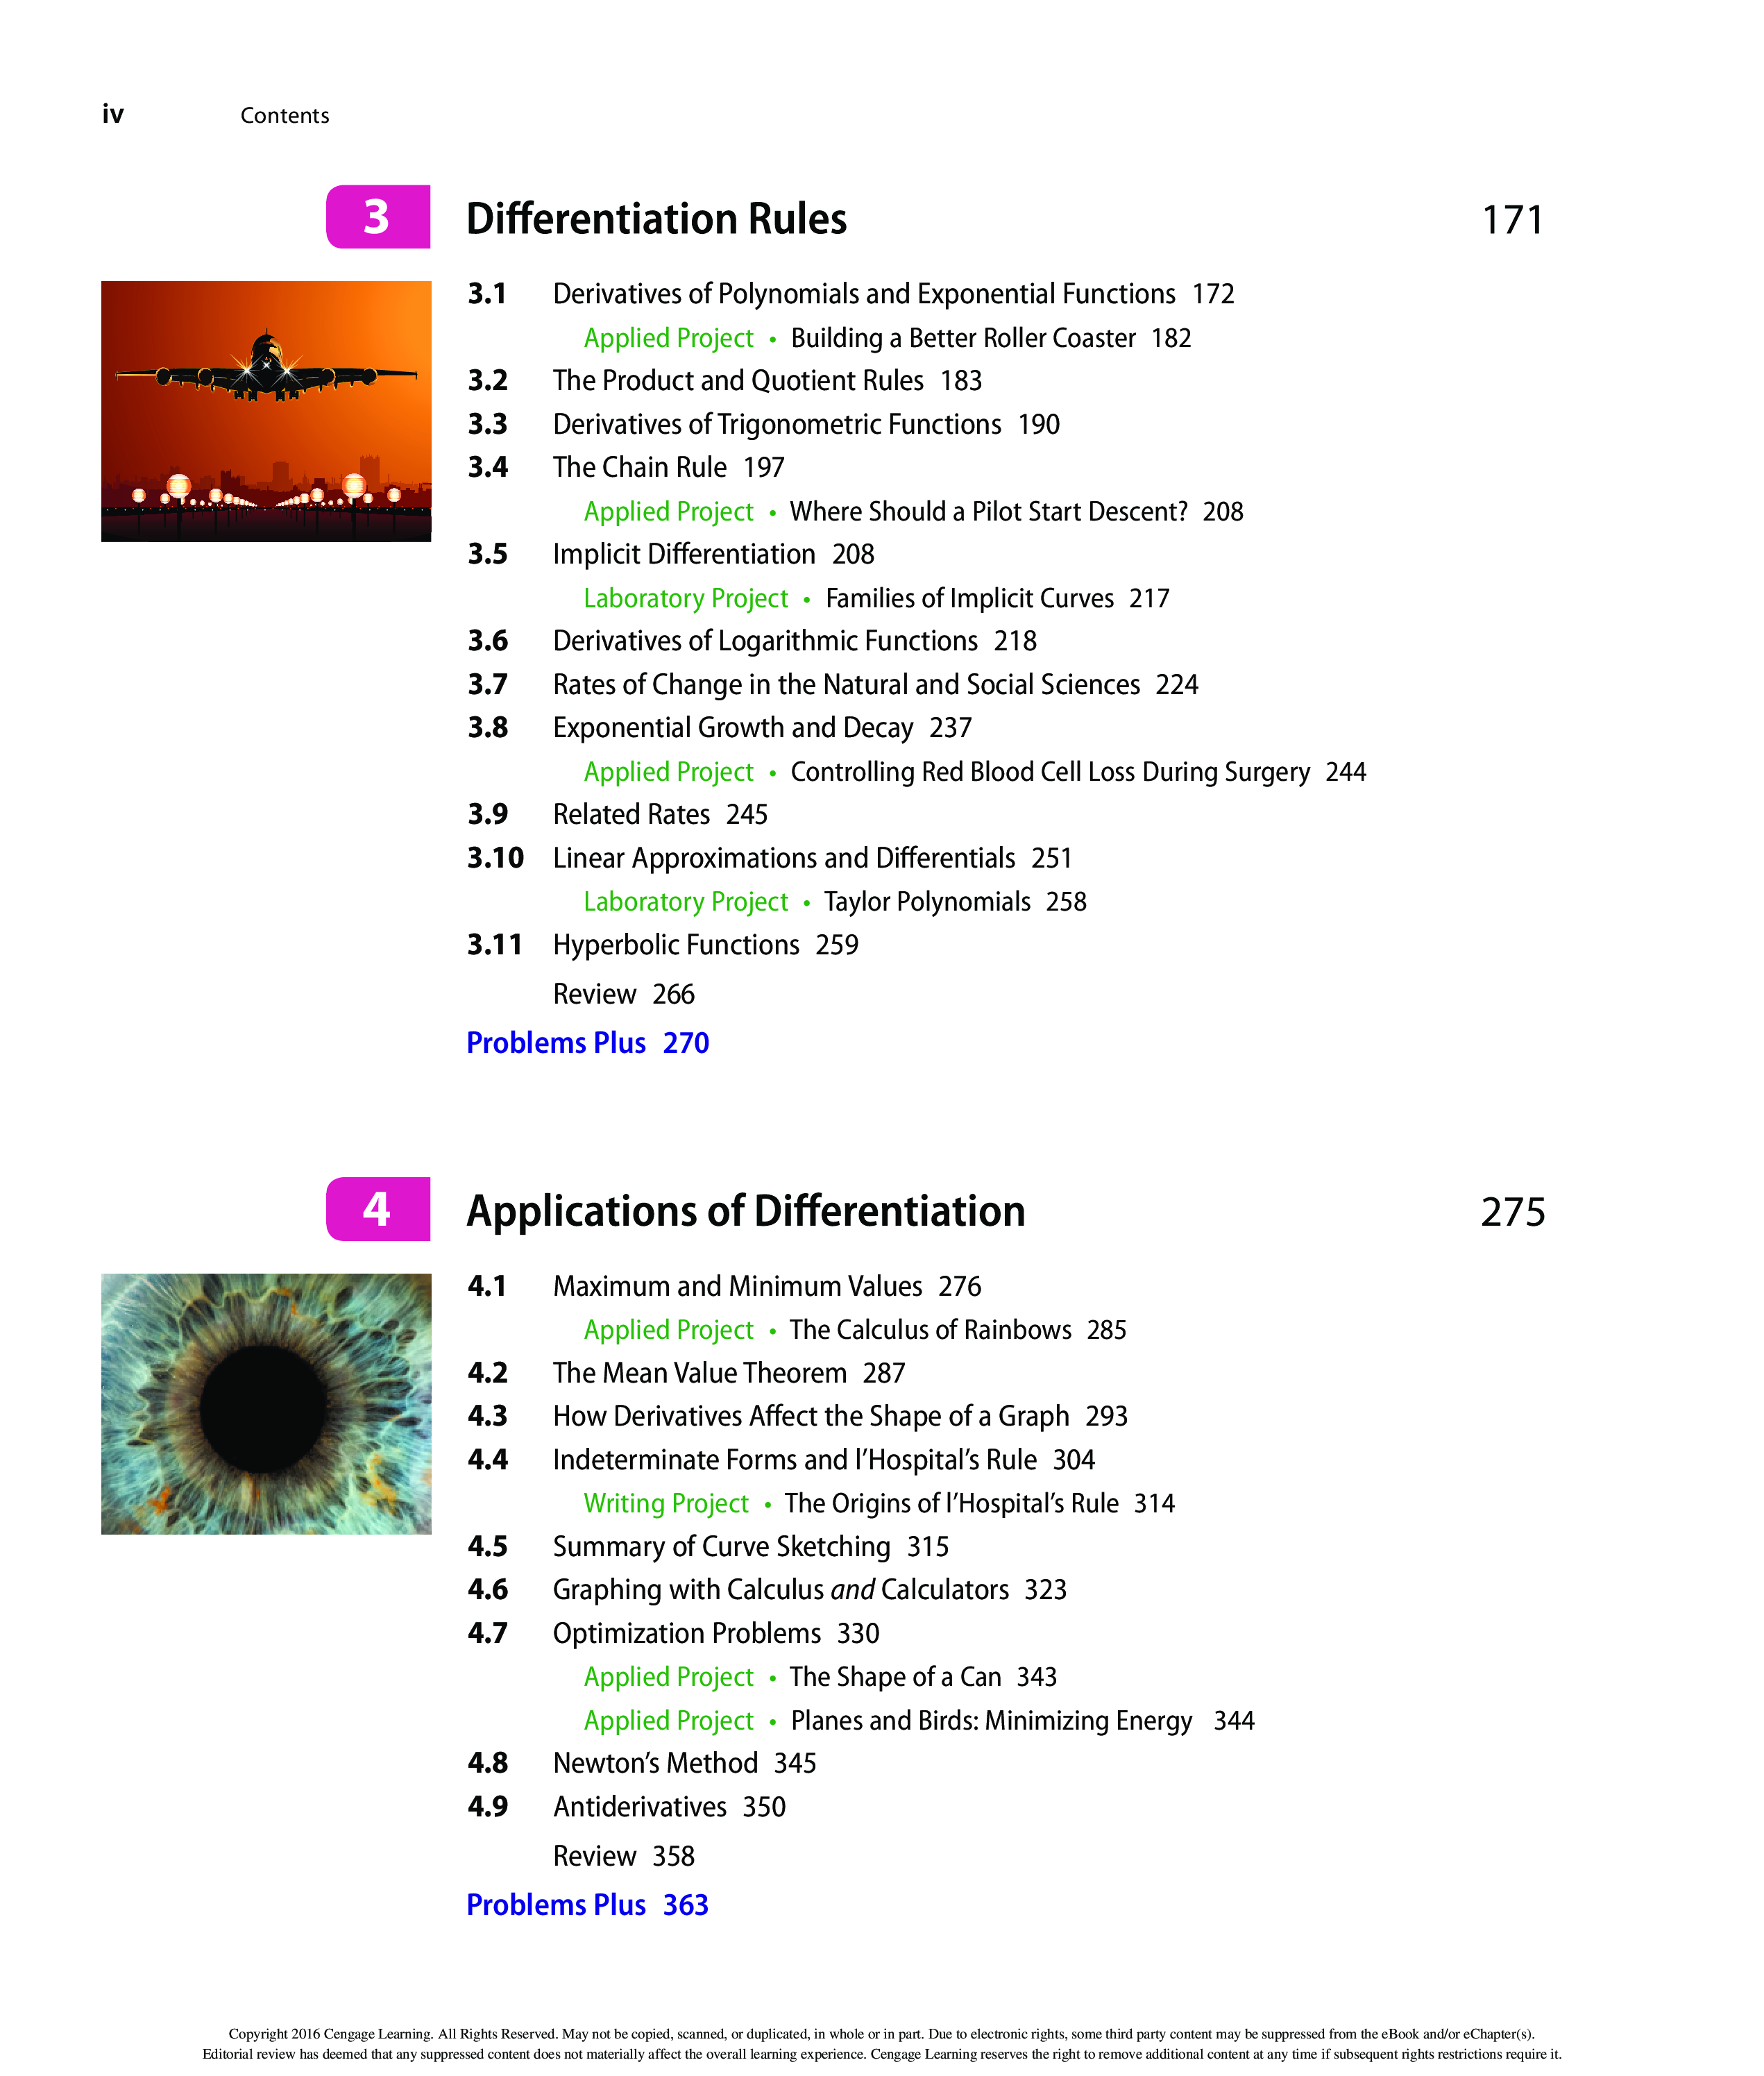 iv Contents
3 Differentiation Rules 171
3.1 Derivatives of Polynomials and Exponential Functions 172
Applied Project • Building a Better Roller Coaster 182
3.2 The Product and Quotient Rules 183
3.3 Derivatives of Trigonometric Functions 190
3.4 The Chain Rule 197
Applied Project • Where Should a Pilot Start Descent? 208
3.5 Implicit Differentiation 208
Laboratory Project • Families of Implicit Curves 217
3.6 Derivatives of Logarithmic Functions 218
3.7 Rates of Change in the Natural and Social Sciences 224
3.8 Exponential Growth and Decay 237
Applied Project • Controlling Red Blood Cell Loss During Surgery 244
3.9 Related Rates 245
3.10 Linear Approximations and Differentials 251
Laboratory Project • Taylor Polynomials 258
3.11 Hyperbolic Functions 259
Review 266
Problems Plus 270
4 Applications of Differentiation 275
4.1 Maximum and Minimum Values 276
Applied Project • The Calculus of Rainbows 285
4.2 The Mean Value Theorem 287
4.3 How Derivatives Affect the Shape of a Graph 293
4.4 Indeterminate Forms and l’Hospital’s Rule 304
Writing Project • The Origins of l’Hospital’s Rule 314
4.5 Summary of Curve Sketching 315
4.6 Graphing with Calculus and Calculators 323
4.7 Optimization Problems 330
Applied Project • The Shape of a Can 343
Applied Project • Planes and Birds: Minimizing Energy 344
4.8 Newton’s Method 345
4.9 Antiderivatives 350
Review 358
Problems Plus 363
Copyright 2016 Cengage Learning. All Rights Reserved. May not be copied, scanned, or duplicated, in whole or in part. Due to electronic rights, some third party content may be suppressed from the eBook and/or eChapter(s).
Editorial review has deemed that any suppressed content does not materially affect the overall learning experience. Cengage Learning reserves the right to remove additional content at any time if subsequent rights restrictions require it.